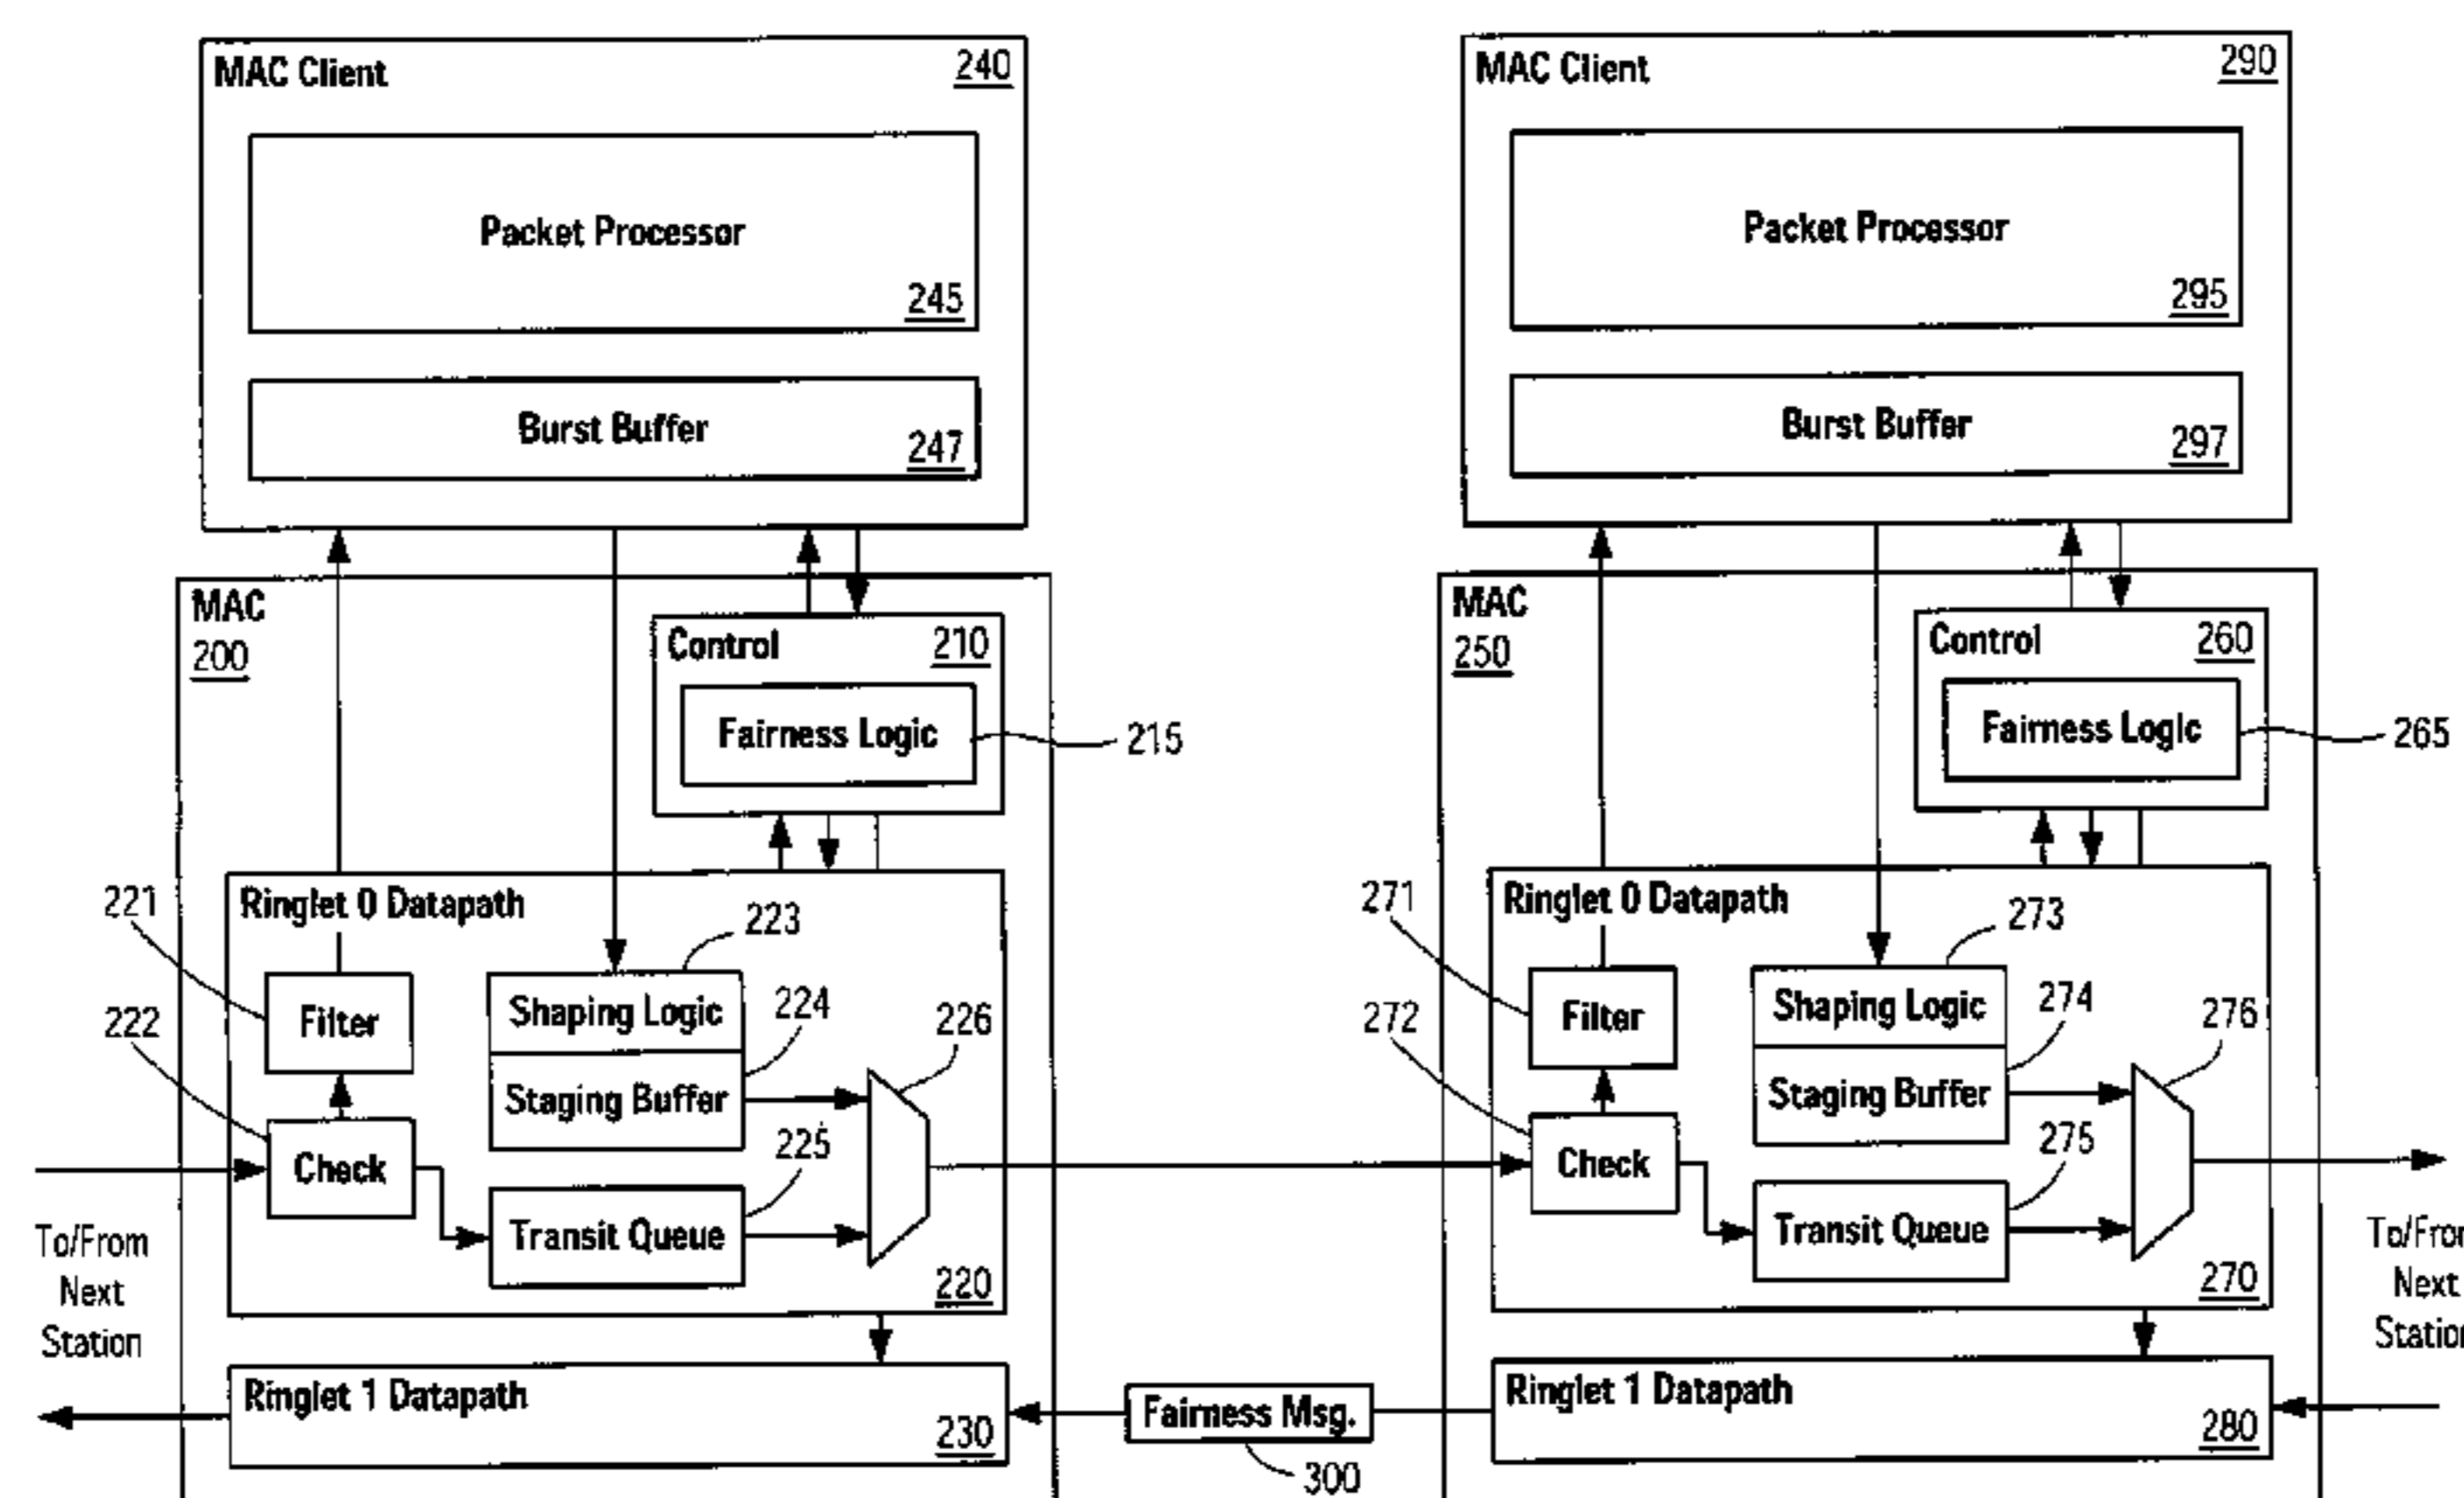 MAC Client 240
Packet Processor
245
Burst Buffer
247
MAC
200
Control 210
Fairness Logic
215
Ringlet 0 Datapath
221
222
223
224
225
226
Filter
Check
Shaping Logic
Staging Buffer
Transit Queue
220
To/From
Next
Station
Ringlet 1 Datapath
230
Fairness Msg.
300
MAC Client 290
Packet Processor
295
Burst Buffer
297
MAC
250
Control 260
Fairness Logic
265
Ringlet 0 Datapath
271
272
273
274
275
276
Filter
Check
Shaping Logic
Staging Buffer
Transit Queue
270
To/From
Next
Station
Ringlet 1 Datapath
280